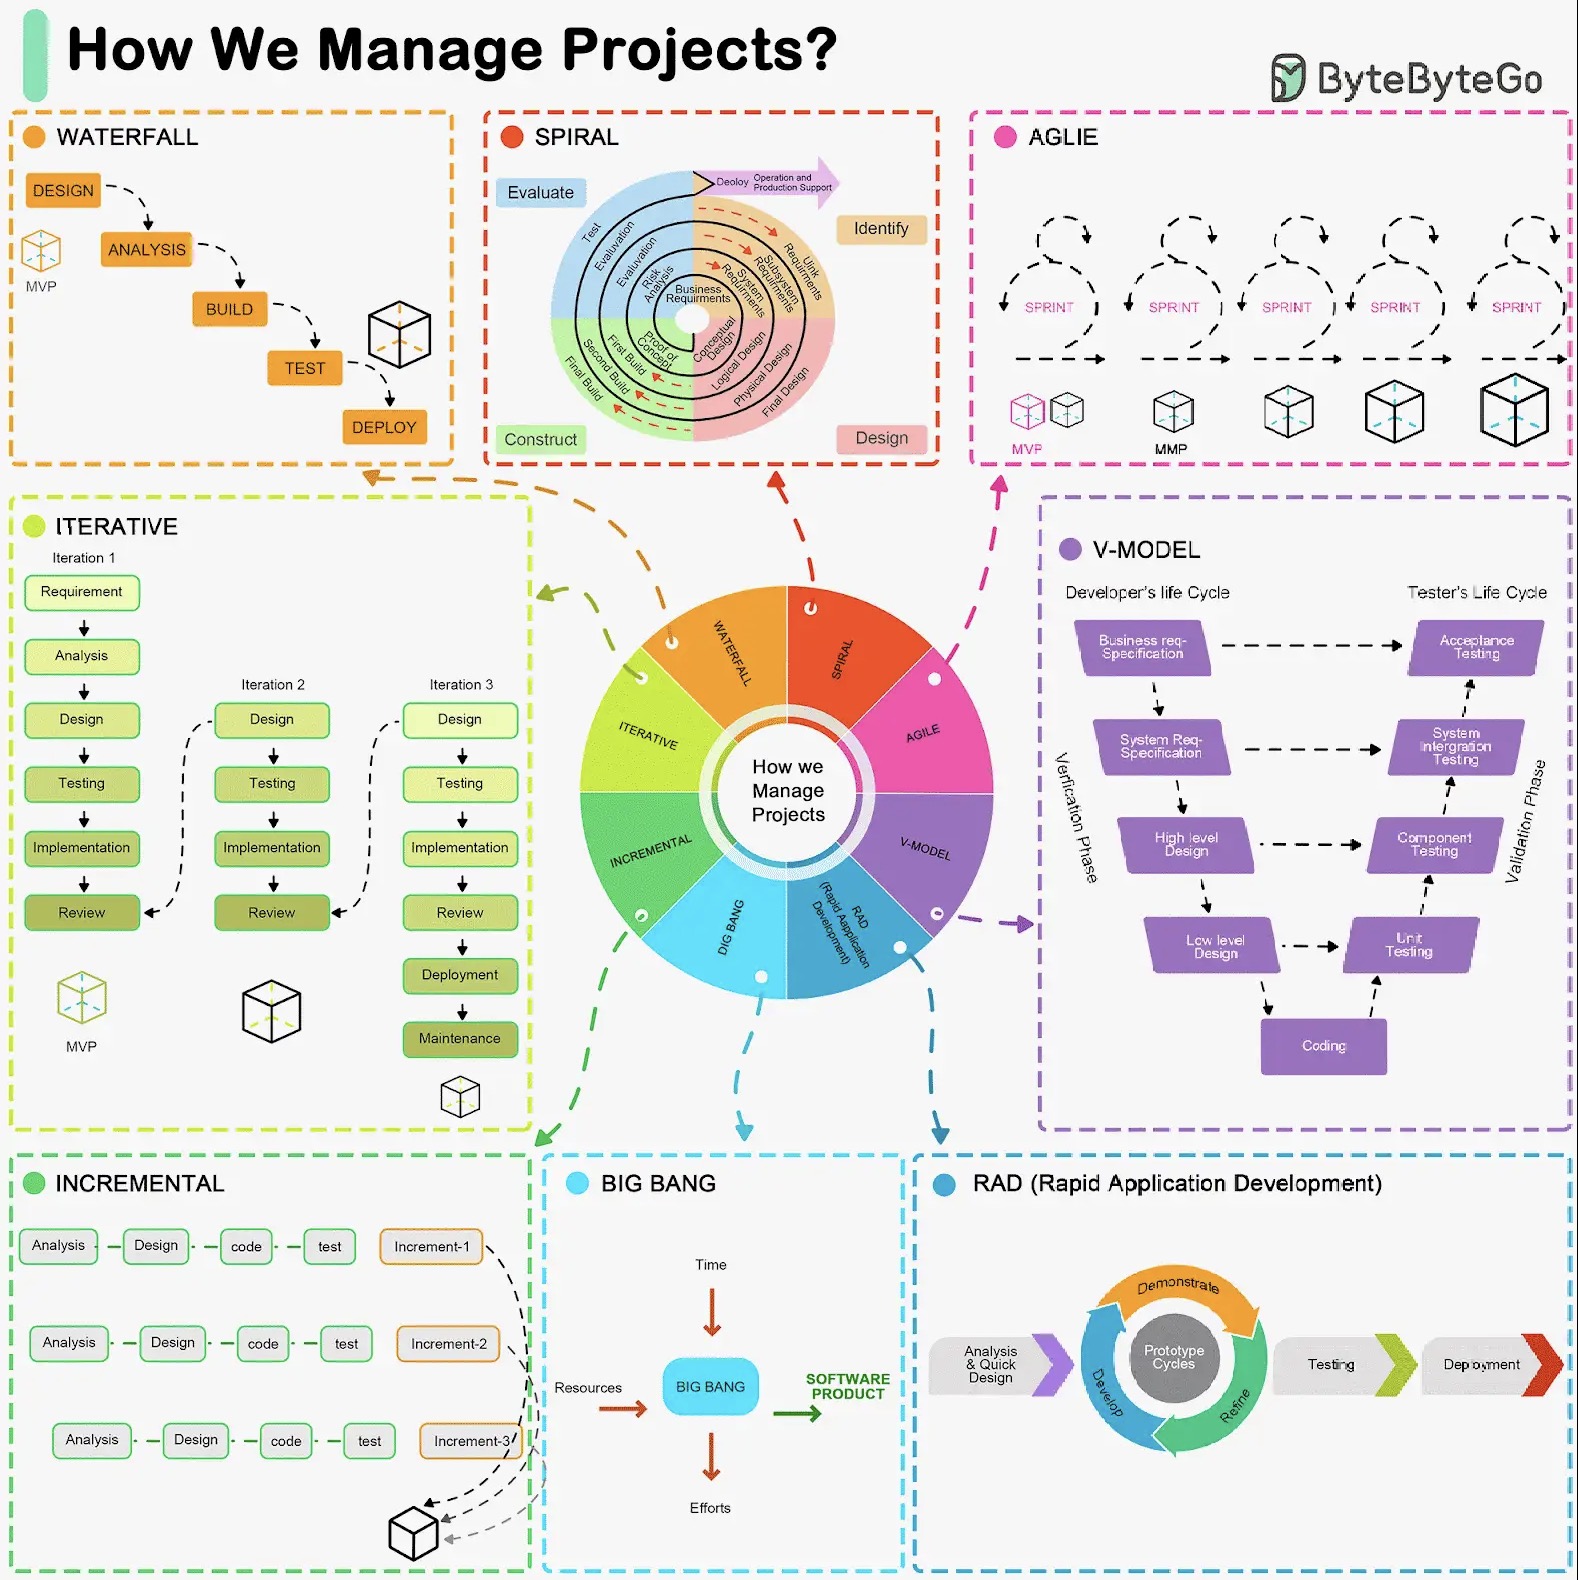 How We Manage Projects?
ByteByteGo
WATERFALL
DESIGN
ANALYSIS
MVP
BUILD
TEST
DEPLOY
SPIRAL
Evaluate
Identify
Construct
Design
Deoloy
Operation and
Production Support
Test
Evaluvation
Evaluvation
Risk
Analysis
Business
Requirments
System
Requirments
Subsystem
Requirments
Uink
Requirments
Proof of
Concept
First Build
Second Build
Final Build
Conceptual
Design
Logical Design
Physical Design
Final Design
AGLIE
SPRINT
SPRINT
SPRINT
SPRINT
SPRINT
MVP
MMP
ITERATIVE
Iteration 1
Requirement
Analysis
Design
Testing
Implementation
Review
MVP
Iteration 2
Design
Testing
Implementation
Review
Iteration 3
Design
Testing
Implementation
Review
Deployment
Maintenance
How we
Manage
Projects
WATERFALL
SPIRAL
AGILE
V-MODEL
RAD
(Rapid Aapplication
Development)
DIG BANG
INCREMENTAL
ITERATIVE
V-MODEL
Developer's life Cycle
Tester's Life Cycle
Business req-
Specification
Acceptance
Testing
System Req-
Specification
System
Intergration
Testing
High level
Design
Component
Testing
Low level
Design
Unit
Testing
Coding
Verfication Phase
Validation Phase
INCREMENTAL
Analysis
Design
code
test
Increment-1
Analysis
Design
code
test
Increment-2
Analysis
Design
code
test
Increment-3
BIG BANG
Time
Resources
BIG BANG
SOFTWARE
PRODUCT
Efforts
RAD (Rapid Application Development)
Analysis
& Quick
Design
Demonstrate
Refine
Develop
Prototype
Cycles
Testing
Deployment